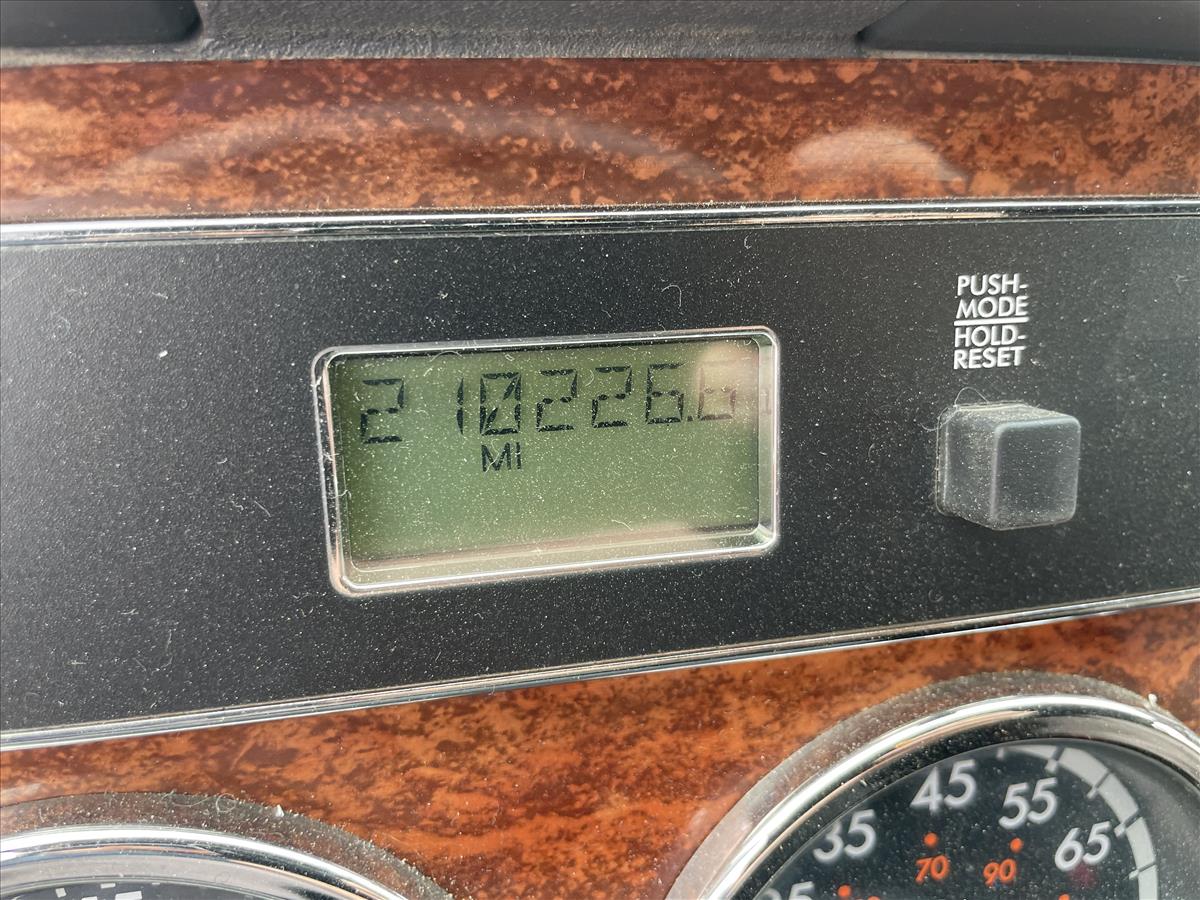 PUSH-
MODE
HOLD-
RESET
210226.6
MI
45
55
35
65
70
90